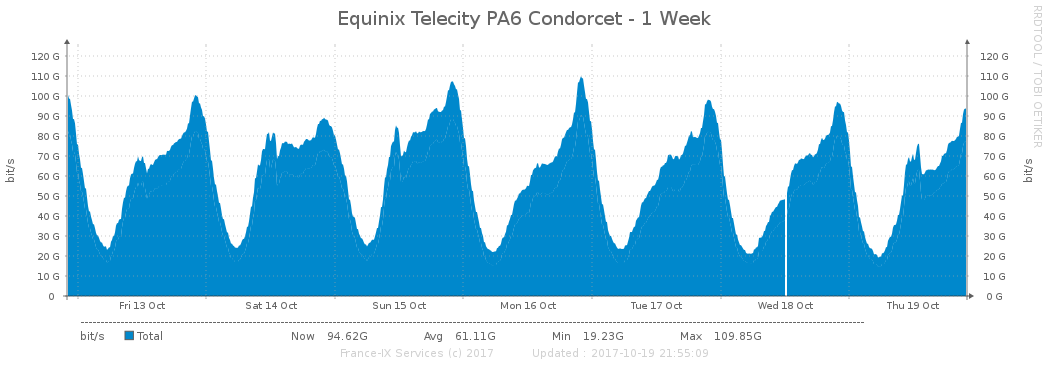 Equinix Telecity PA6 Condorcet - 1 Week
RRDTOOL / TOBI OETIKER
bit/s
120 G 120 G
110 G 110 G
100 G 100 G
90 G 90 G
80 G 80 G
70 G 70 G
60 G 60 G
50 G 50 G
40 G 40 G
30 G 30 G
20 G 20 G
10 G 10 G
0 0 G
bit/s
Fri 13 Oct Sat 14 Oct Sun 15 Oct Mon 16 Oct Tue 17 Oct Wed 18 Oct Thu 19 Oct
bit/s Total Now 94.62G Avg 61.11G Min 19.23G Max 109.85G
France-IX Services (c) 2017 Updated : 2017-10-19 21:55:09